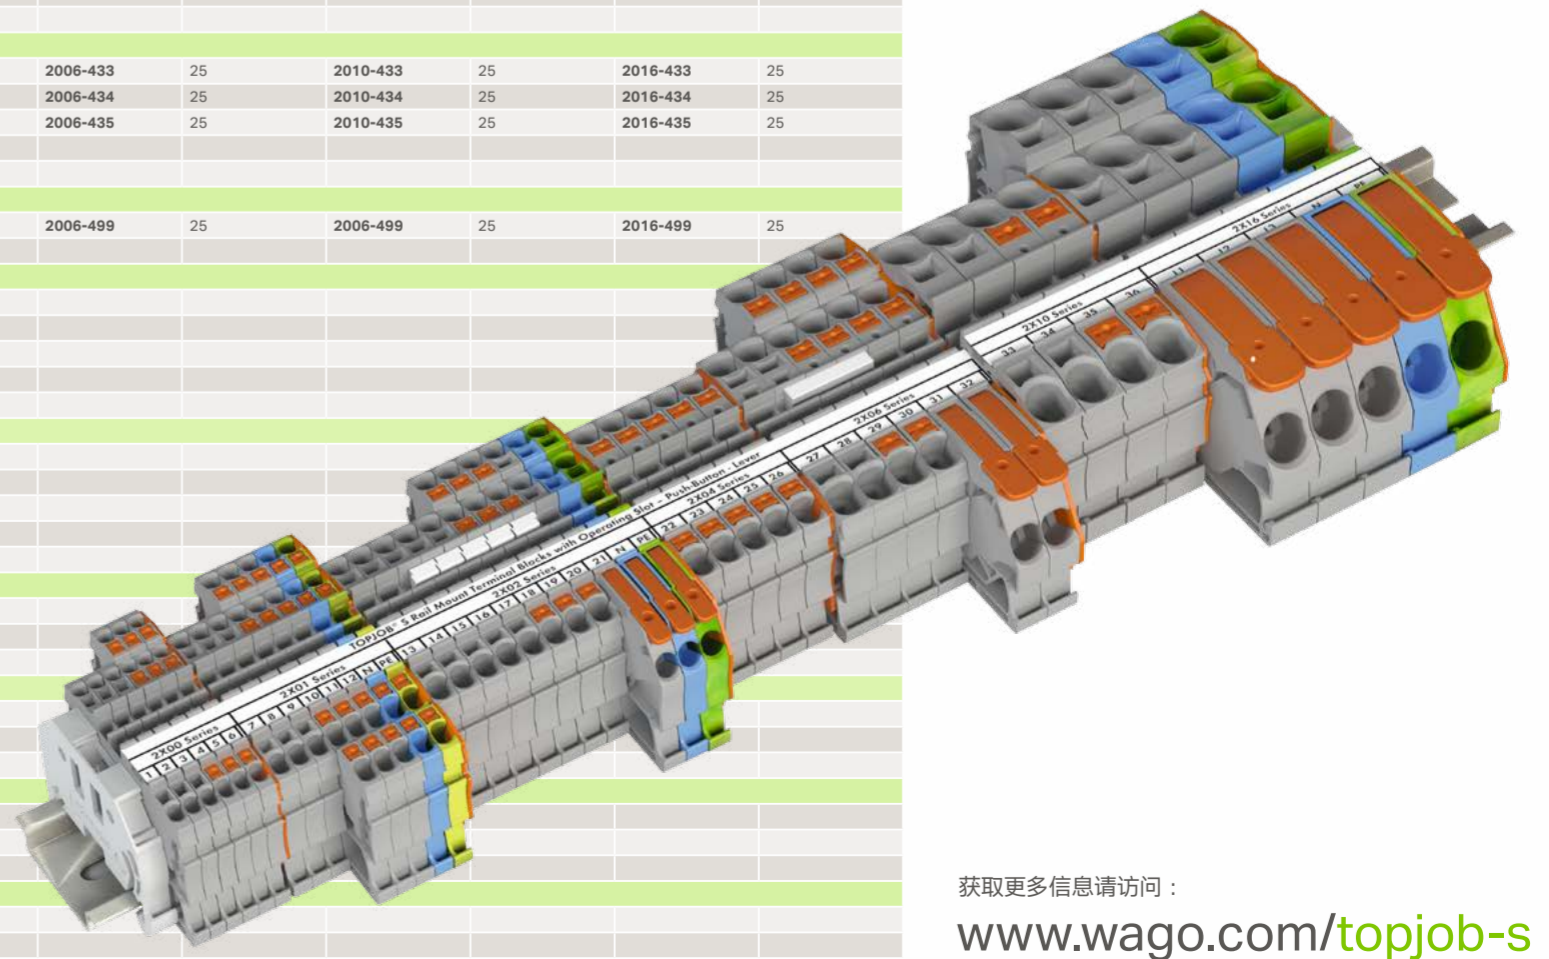 2006-433 25 2010-433 25 2016-433 25
2006-434 25 2010-434 25 2016-434 25
2006-435 25 2010-435 25 2016-435 25
2006-499 25 2006-499 25 2016-499 25
2X16 Series
L1 L2 L3 N PE
2X10 Series
33 34 35 36
2X06 Series
27 28 29 30 31 32
TOPJOB® S Rail Mount Terminal Blocks with Operating Slot – Push-Button - Lever
2X04 Series
22 23 24 25 26
2X02 Series
13 14 15 16 17 18 19 20 21 N PE
2X01 Series
7 8 9 10 11 12 N PE
2X00 Series
1 2 3 4 5 6
获取更多信息请访问：
www.wago.com/topjob-s